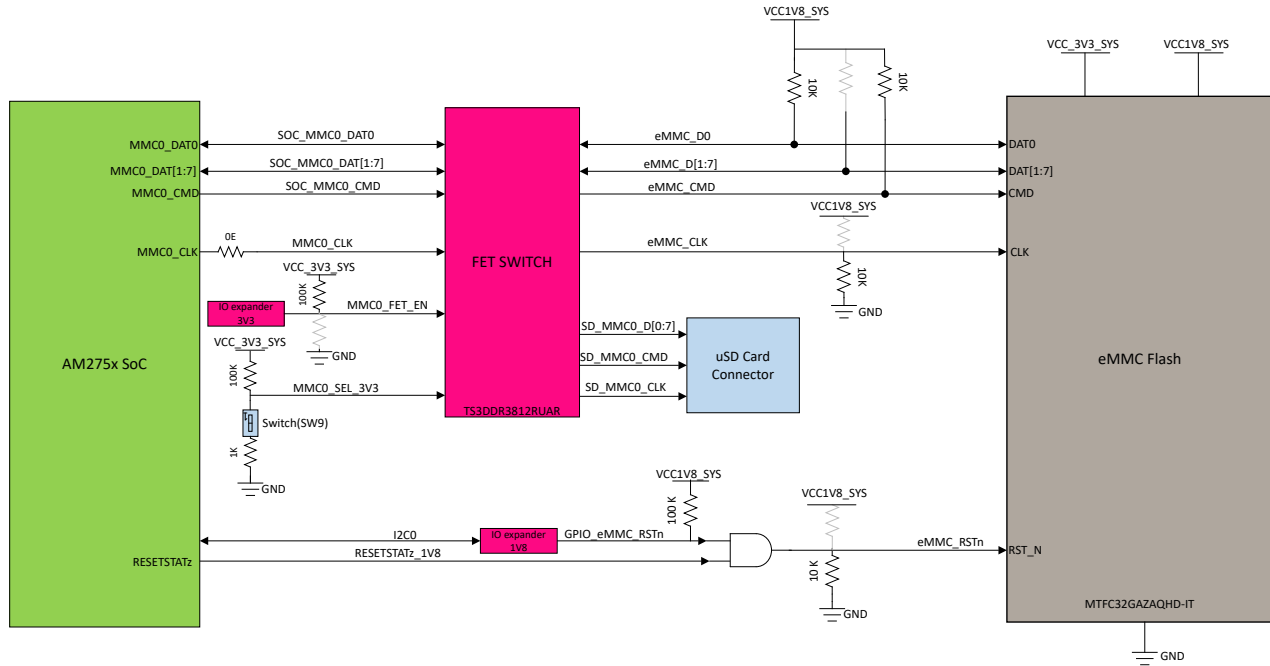 VCC1V8_SYS
VCC_3V3_SYS
VCC1V8_SYS
10K
10K
MMC0_DAT0
SOC_MMC0_DAT0
eMMC_D0
DAT0
MMC0_DAT[1:7]
SOC_MMC0_DAT[1:7]
eMMC_D[1:7]
DAT[1:7]
MMC0_CMD
SOC_MMC0_CMD
eMMC_CMD
CMD
VCC1V8_SYS
0E
MMC0_CLK
MMC0_CLK
FET SWITCH
eMMC_CLK
CLK
10K
GND
VCC_3V3_SYS
100K
IO expander
3V3
MMC0_FET_EN
GND
VCC_3V3_SYS
100K
MMC0_SEL_3V3
Switch(SW9)
1K
GND
SD_MMC0_D[0:7]
SD_MMC0_CMD
SD_MMC0_CLK
uSD Card
Connector
TS3DDR3812RUAR
AM275x SoC
eMMC Flash
VCC1V8_SYS
100 K
VCC1V8_SYS
I2C0
IO expander
1V8
GPIO_eMMC_RSTn
RESETSTATz
RESETSTATz_1V8
eMMC_RSTn
RST_N
10 K
GND
MTFC32GAZAQHD-IT
GND